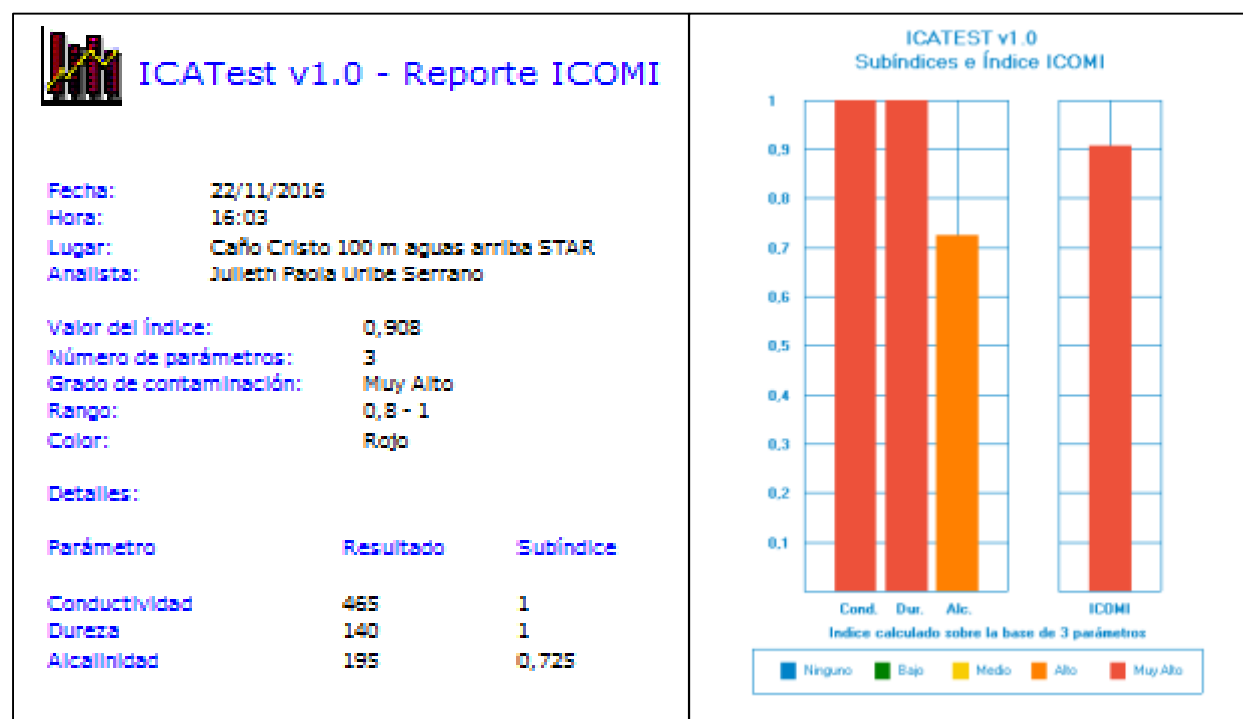 ICATest v1.0 - Reporte ICOMI
Fecha: 22/11/2016
Hora: 16:03
Lugar: Caño Cristo 100 m aguas arriba STAR
Analista: Julieth Paola Uribe Serrano
Valor del índice: 0,908
Número de parámetros: 3
Grado de contaminación: Muy Alto
Rango: 0,8 - 1
Color: Rojo
Detalles:
Parámetro Resultado Subíndice
Conductividad 465 1
Dureza 140 1
Alcalinidad 195 0,725
ICATEST v1.0
Subíndices e Índice ICOMI
1
0,9
0,8
0,7
0,6
0,5
0,4
0,3
0,2
0,1
Cond. Dur. Alc. ICOMI
Indice calculado sobre la base de 3 parámetros
Ninguno Bajo Medio Alto Muy Alto